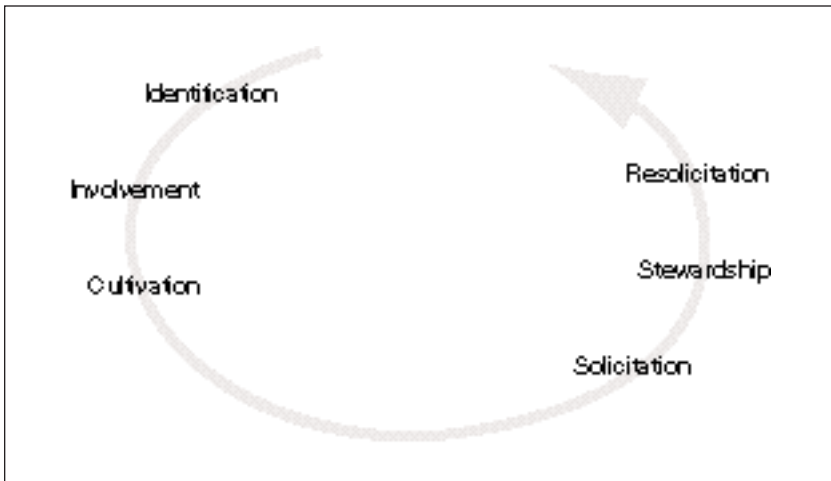 Identification
Involvement
Cultivation
Solicitation
Stewardship
Resolicitation